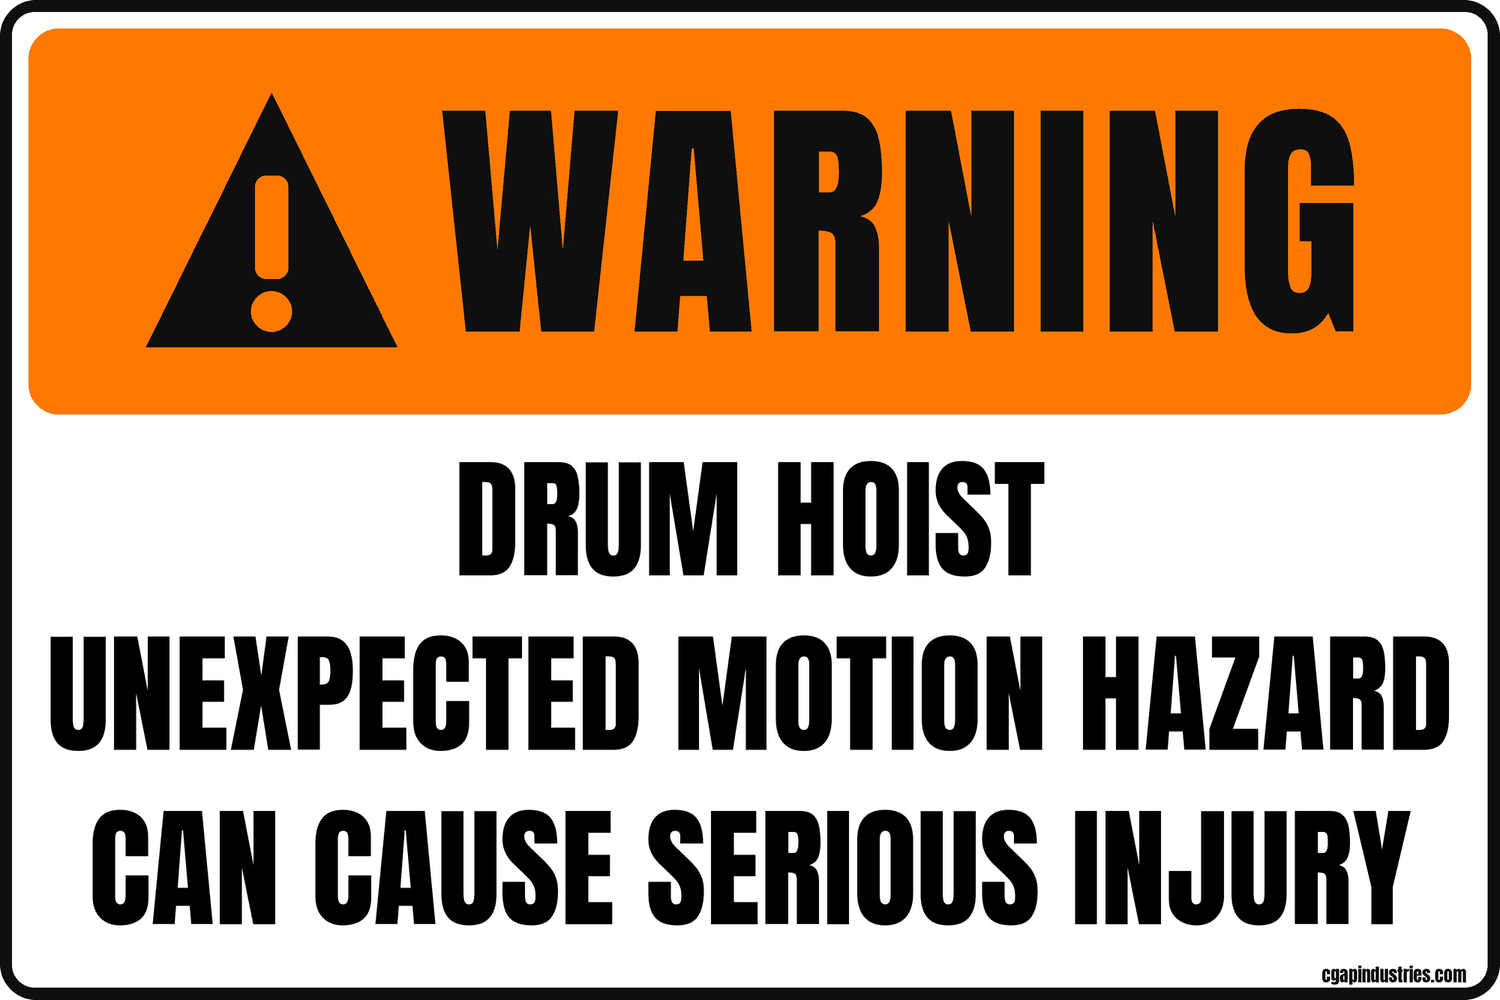 WARNING
DRUM HOIST
UNEXPECTED MOTION HAZARD
CAN CAUSE SERIOUS INJURY
cgapindustries.com